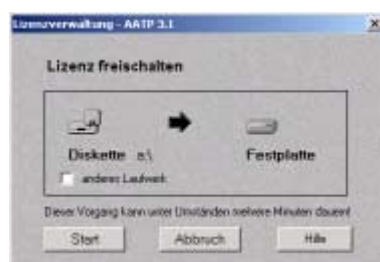 Lizenzverwaltung - AATP 3.1
Lizenz freischalten
Diskette a:\
Festplatte
anderes Laufwerk
Dieser Vorgang kann unter Umständen mehrere Minuten dauern!
Start Abbruch Hilfe